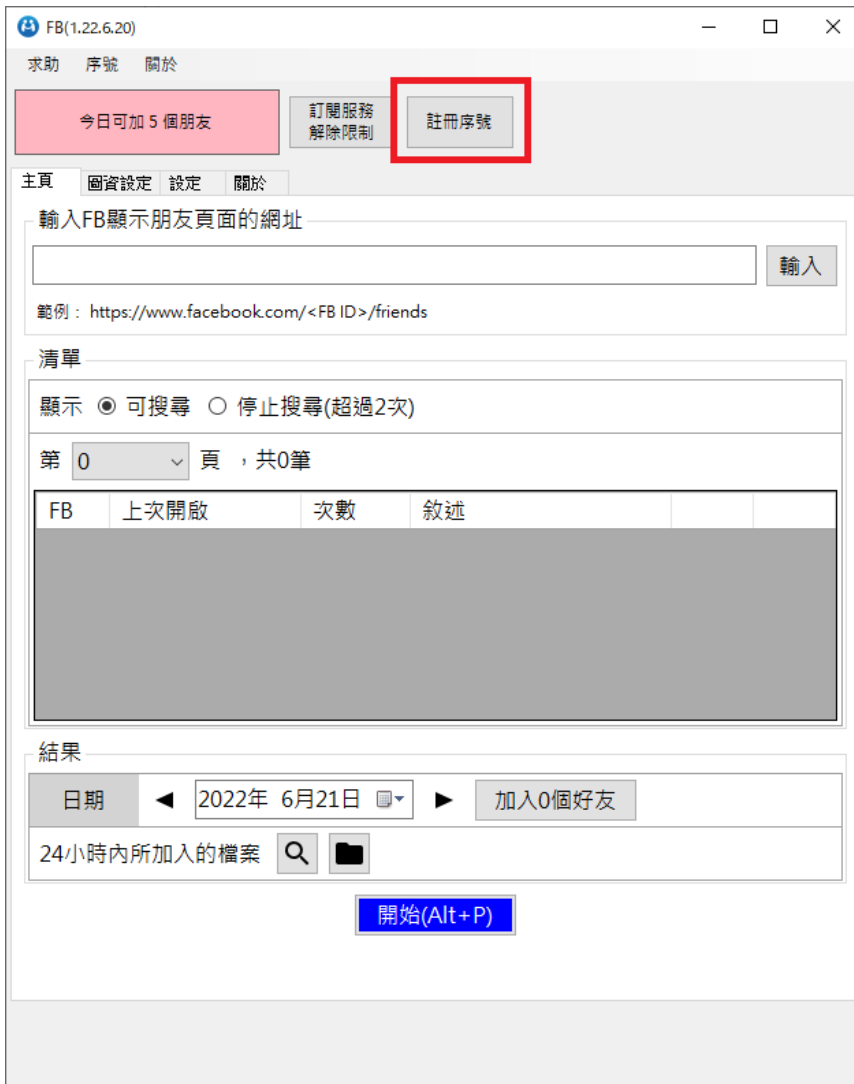 FB(1.22.6.20)
求助 序號 關於
今日可加 5 個朋友
訂閱服務
解除限制
註冊序號
主頁 圖資設定 設定 關於
輸入FB顯示朋友頁面的網址
輸入
範例： https://www.facebook.com/<FB ID>/friends
清單
顯示 可搜尋 停止搜尋(超過2次)
第 0 頁 ，共0筆
FB 上次開啟 次數 敘述
結果
日期 2022年 6月21日 加入0個好友
24小時內所加入的檔案
開始(Alt+P)